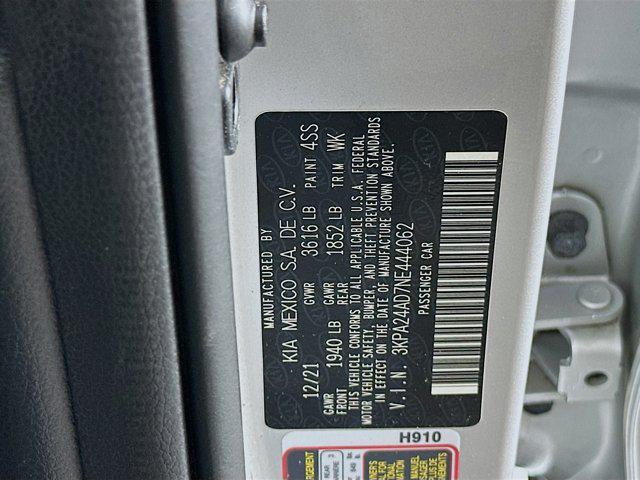 MANUFACTURED BY
KIA MEXICO S.A. DE C.V.
12/21 GVWR 3616 LB PAINT 4SS
GAWR FRONT 1940 LB GAWR REAR 1852 LB TRIM WK
THIS VEHICLE CONFORMS TO ALL APPLICABLE U.S.A. FEDERAL
MOTOR VEHICLE SAFETY, BUMPER, AND THEFT PREVENTION STANDARDS
IN EFFECT ON THE DATE OF MANUFACTURE SHOWN ABOVE.
V.I.N. 3KPA24AD7NE444062
PASSENGER CAR
H910